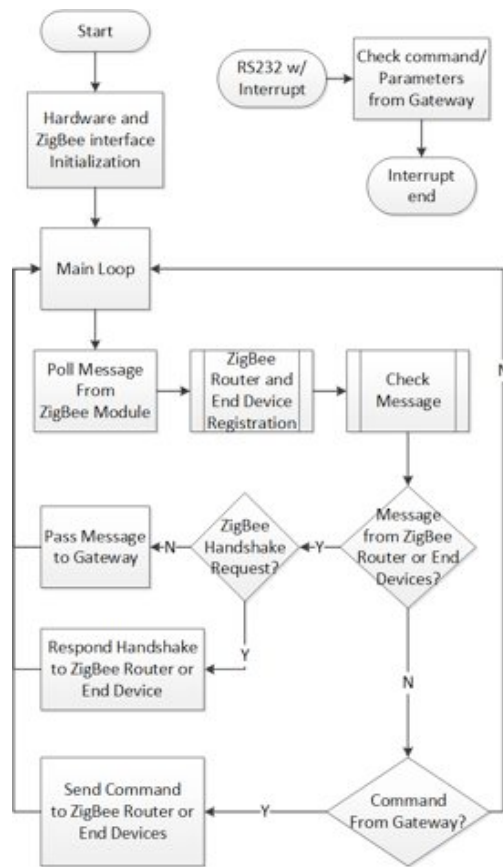 Start
RS232 w/
Interrupt
Check command/
Parameters
from Gateway
Hardware and
ZigBee interface
Initialization
Interrupt
end
Main Loop
Poll Message
From
ZigBee Module
ZigBee
Router and
End Device
Registration
Check
Message
N
Pass Message
to Gateway
N
ZigBee
Handshake
Request?
Y
Message
from ZigBee
Router or End
Devices?
Y
Respond Handshake
to ZigBee Router or
End Device
N
Send Command
to ZigBee Router or
End Devices
Y
Command
From Gateway?